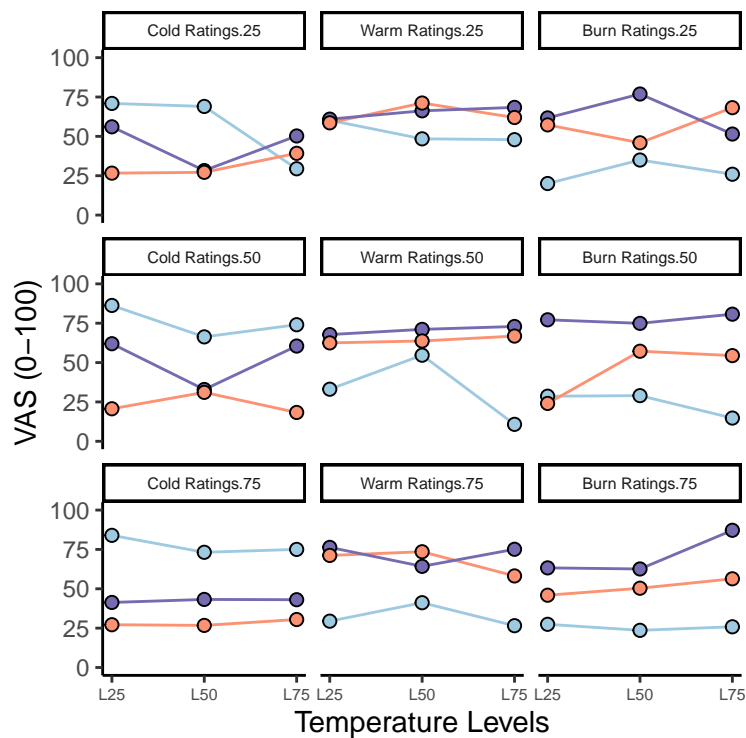 Cold Ratings.25 Warm Ratings.25 Burn Ratings.25
100
75
50
25
0
Cold Ratings.50 Warm Ratings.50 Burn Ratings.50
100
75
50
25
0
VAS (0−100)
Cold Ratings.75 Warm Ratings.75 Burn Ratings.75
100
75
50
25
0
L25 L50 L75 L25 L50 L75 L25 L50 L75
Temperature Levels